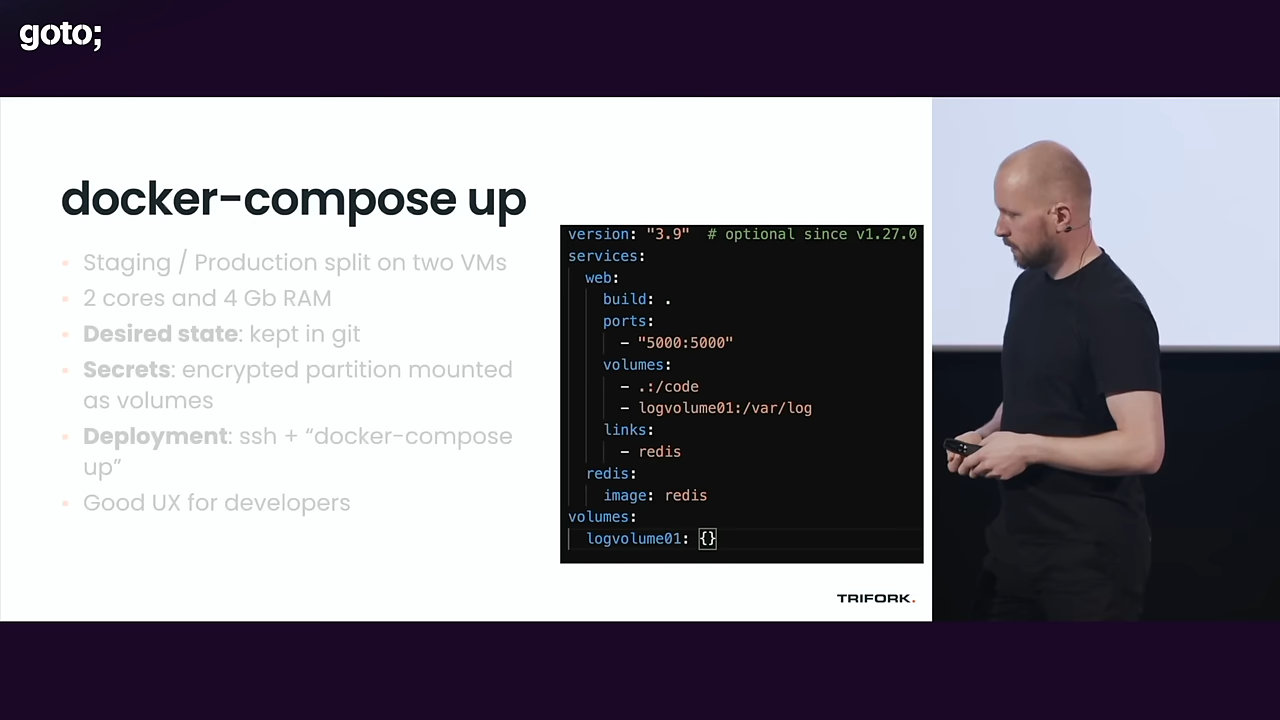 goto;
docker-compose up
• Staging / Production split on two VMs
• 2 cores and 4 Gb RAM
• Desired state: kept in git
• Secrets: encrypted partition mounted
as volumes
• Deployment: ssh + “docker-compose
up”
• Good UX for developers
version: "3.9"  # optional since v1.27.0
services:
  web:
    build: .
    ports:
      - "5000:5000"
    volumes:
      - .:/code
      - logvolume01:/var/log
    links:
      - redis
  redis:
    image: redis
volumes:
  logvolume01: {}
TRIFORK.